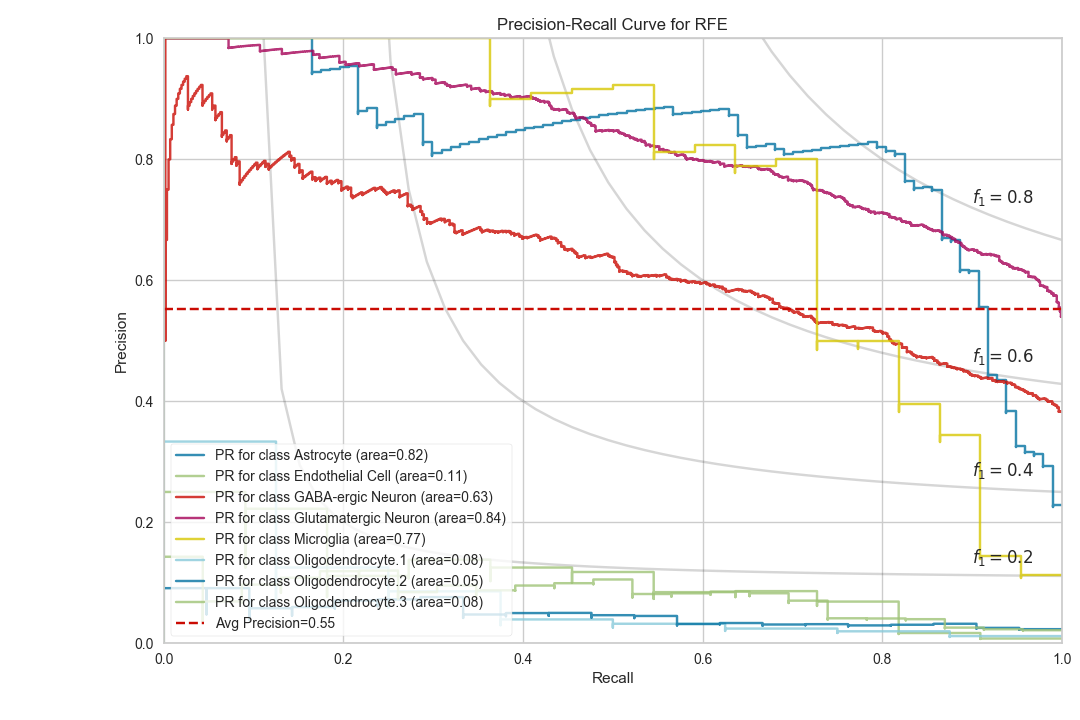 Precision-Recall Curve for RFE
1.0
0.8
0.6
0.4
0.2
0.0
Precision
f1 = 0.8
f1 = 0.6
f1 = 0.4
f1 = 0.2
PR for class Astrocyte (area=0.82)
PR for class Endothelial Cell (area=0.11)
PR for class GABA-ergic Neuron (area=0.63)
PR for class Glutamatergic Neuron (area=0.84)
PR for class Microglia (area=0.77)
PR for class Oligodendrocyte.1 (area=0.08)
PR for class Oligodendrocyte.2 (area=0.05)
PR for class Oligodendrocyte.3 (area=0.08)
Avg Precision=0.55
0.0 0.2 0.4 0.6 0.8 1.0
Recall